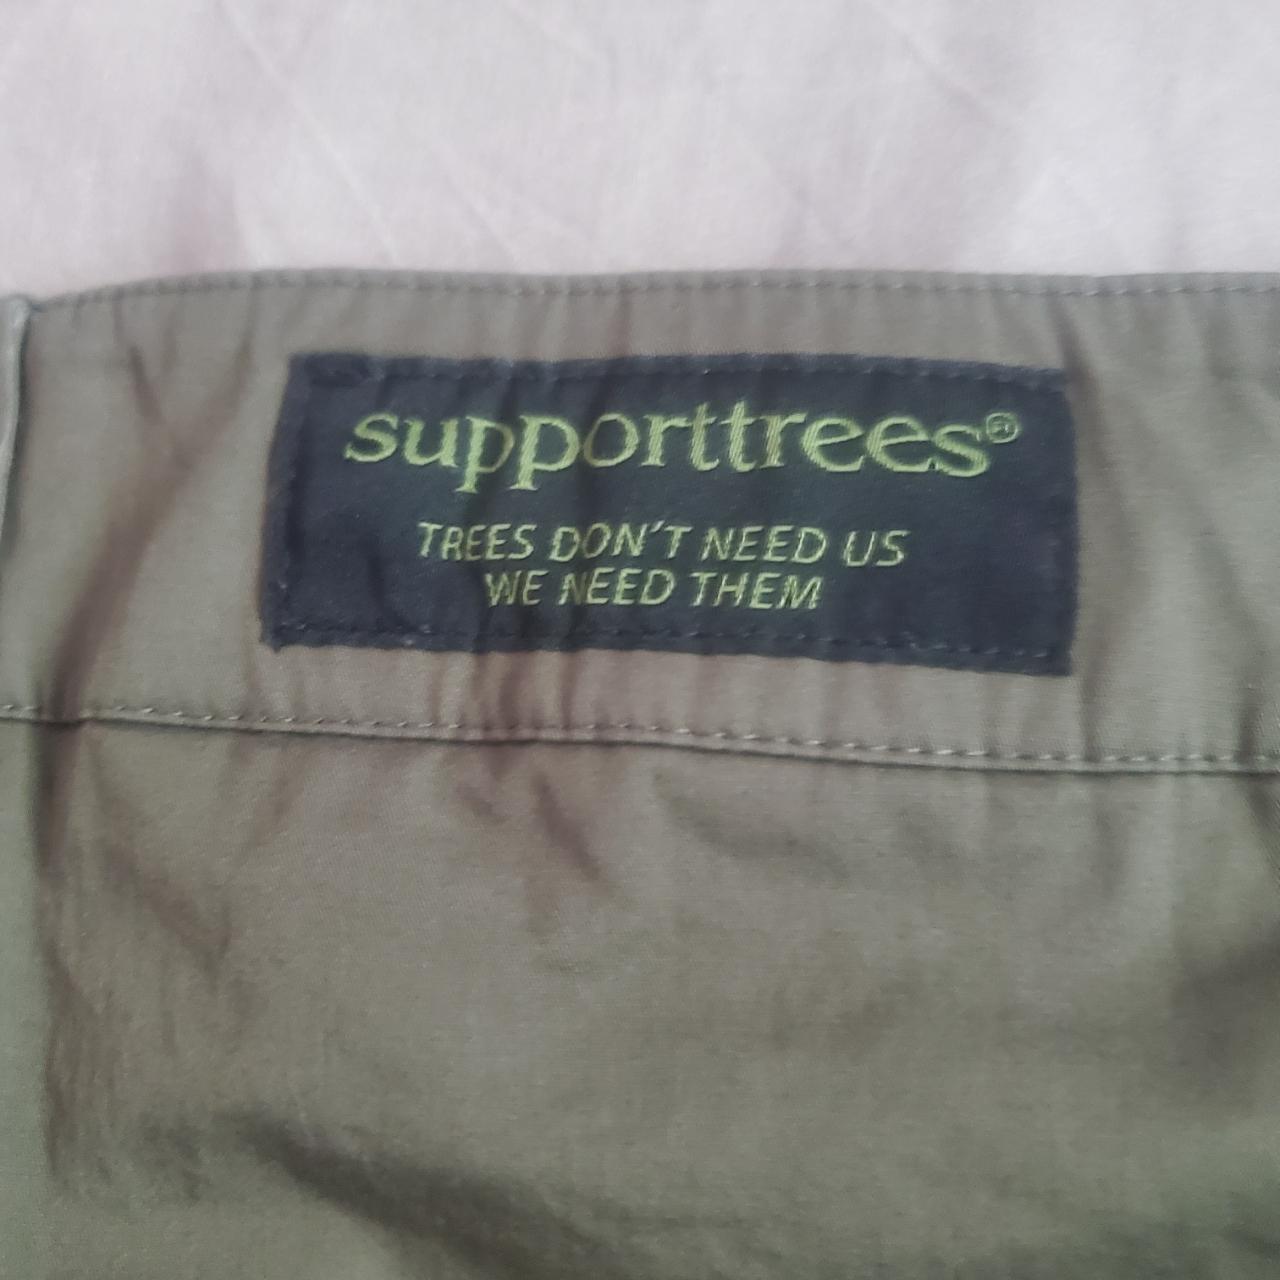 supporttrees®
TREES DON'T NEED US
WE NEED THEM